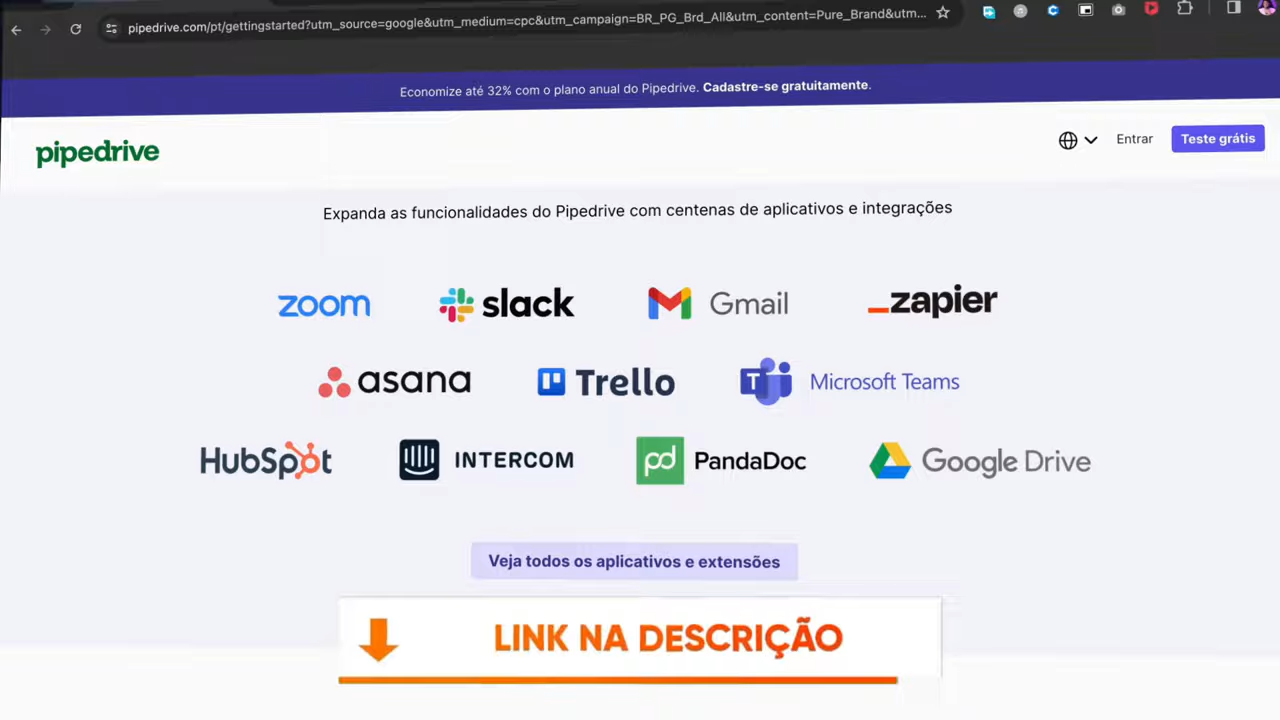 pipedrive.com/pt/gettingstarted?utm_source=google&utm_medium=cpc&utm_campaign=BR_PG_Brd_All&utm_content=Pure_Brand&utm...
Economize até 32% com o plano anual do Pipedrive. Cadastre-se gratuitamente.
pipedrive
Entrar
Teste grátis
Expanda as funcionalidades do Pipedrive com centenas de aplicativos e integrações
zoom
slack
Gmail
_zapier
asana
Trello
T
Microsoft Teams
HubSpot
INTERCOM
pd
PandaDoc
Google Drive
Veja todos os aplicativos e extensões
LINK NA DESCRIÇÃO